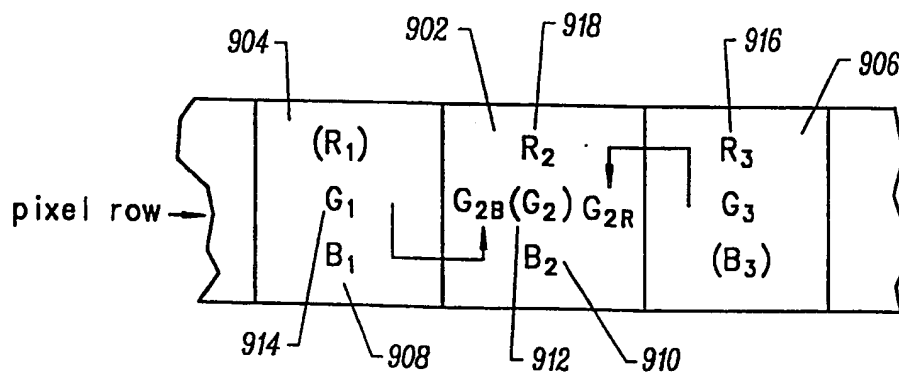 904 902 918 916 906
(R₁) R₂ R₃
pixel row G₁ G₂B(G₂) G₂R G₃
B₁ B₂ (B₃)
914 908 912 910